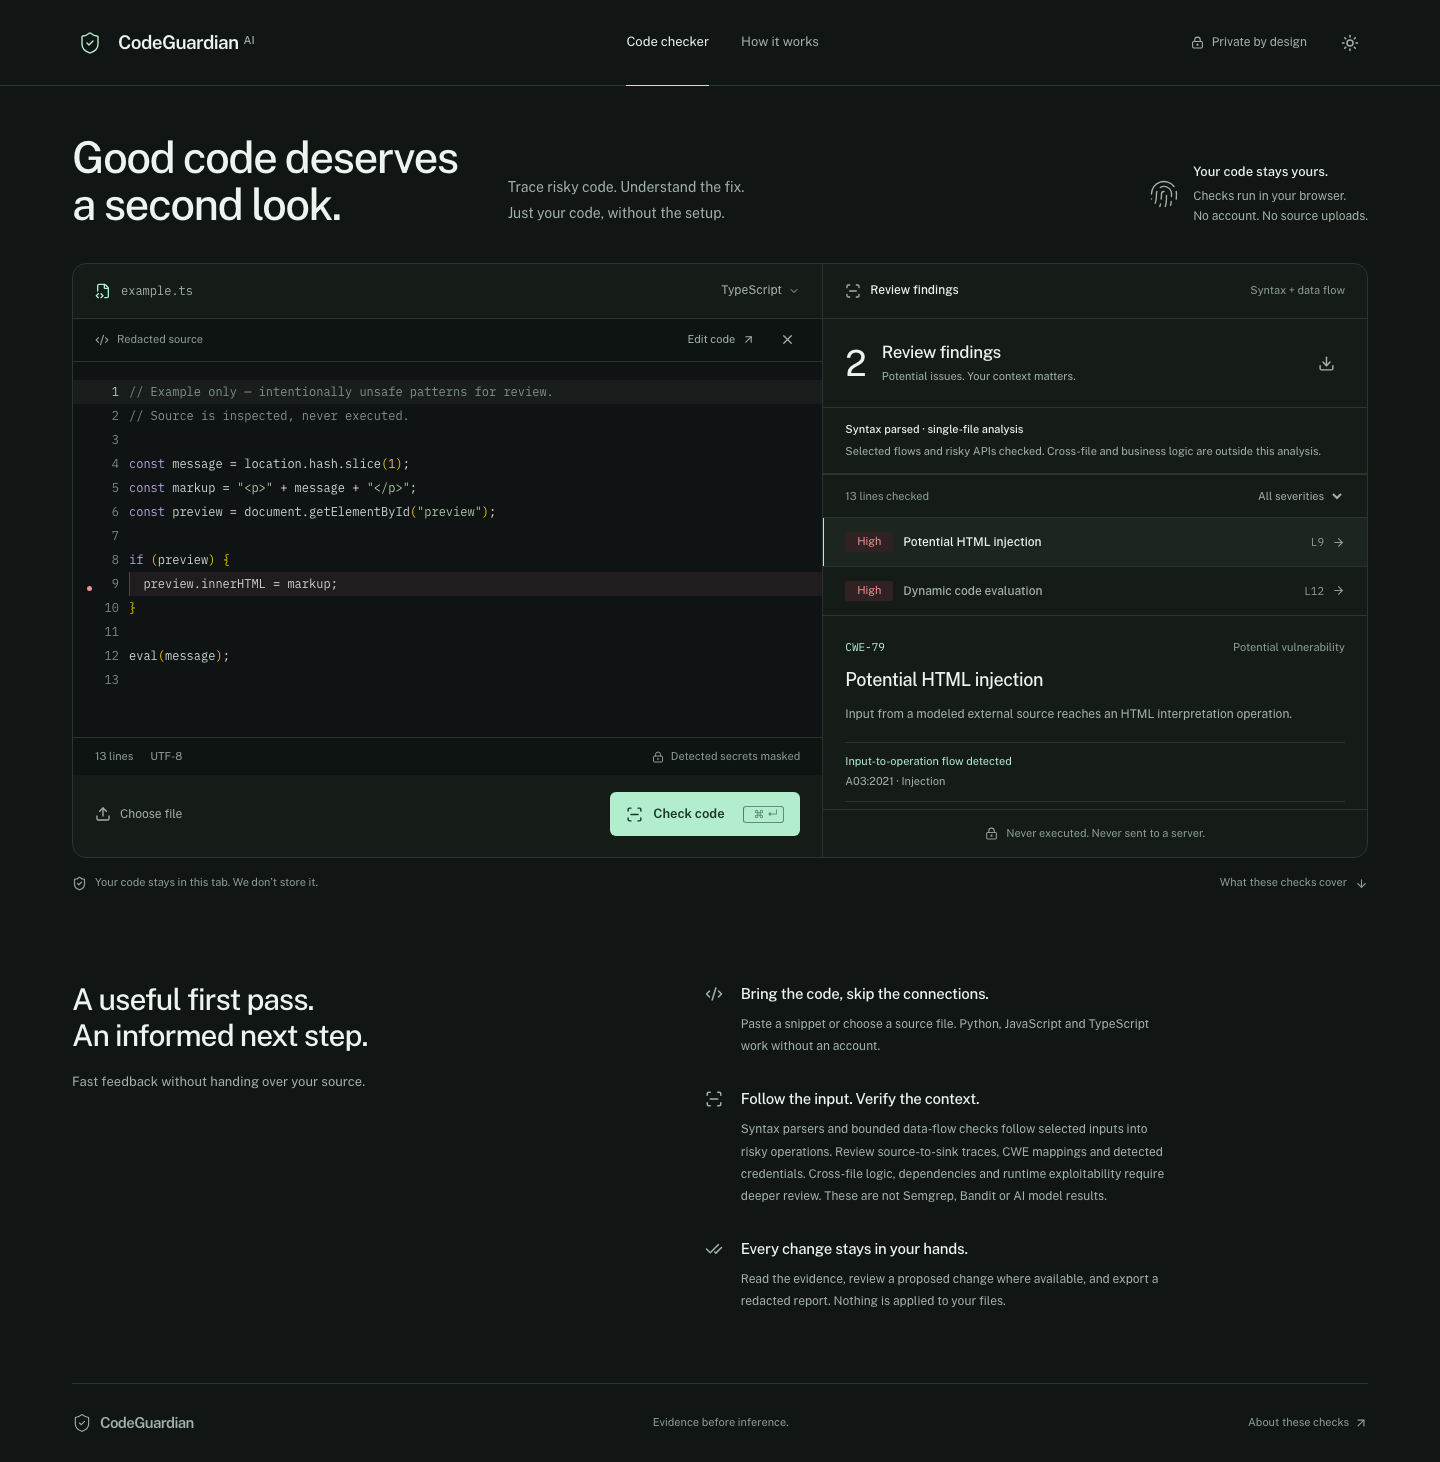 CodeGuardian AI
Code checker
How it works
Private by design
Good code deserves
a second look.
Trace risky code. Understand the fix.
Just your code, without the setup.
Your code stays yours.
Checks run in your browser.
No account. No source uploads.
example.ts
TypeScript
Redacted source
Edit code
1 // Example only — intentionally unsafe patterns for review.
2 // Source is inspected, never executed.
3
4 const message = location.hash.slice(1);
5 const markup = "<p>" + message + "</p>";
6 const preview = document.getElementById("preview");
7
8 if (preview) {
9   preview.innerHTML = markup;
10 }
11
12 eval(message);
13
13 lines
UTF-8
Detected secrets masked
Choose file
Check code ⌘ ↵
Review findings
Syntax + data flow
2
Review findings
Potential issues. Your context matters.
Syntax parsed · single-file analysis
Selected flows and risky APIs checked. Cross-file and business logic are outside this analysis.
13 lines checked
All severities
High Potential HTML injection L9
High Dynamic code evaluation L12
CWE-79
Potential vulnerability
Potential HTML injection
Input from a modeled external source reaches an HTML interpretation operation.
Input-to-operation flow detected
A03:2021 · Injection
Never executed. Never sent to a server.
Your code stays in this tab. We don't store it.
What these checks cover
A useful first pass.
An informed next step.
Fast feedback without handing over your source.
Bring the code, skip the connections.
Paste a snippet or choose a source file. Python, JavaScript and TypeScript
work without an account.
Follow the input. Verify the context.
Syntax parsers and bounded data-flow checks follow selected inputs into
risky operations. Review source-to-sink traces, CWE mappings and detected
credentials. Cross-file logic, dependencies and runtime exploitability require
deeper review. These are not Semgrep, Bandit or AI model results.
Every change stays in your hands.
Read the evidence, review a proposed change where available, and export a
redacted report. Nothing is applied to your files.
CodeGuardian
Evidence before inference.
About these checks